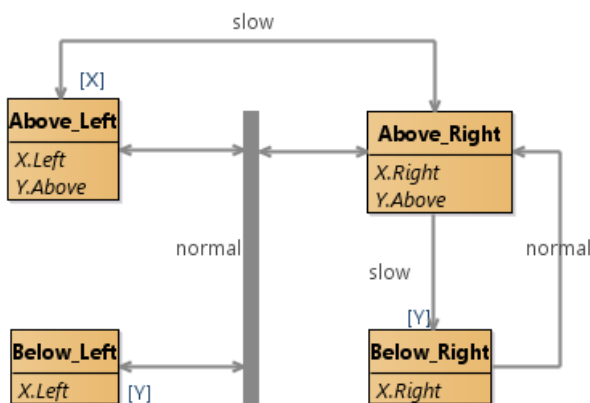 slow
[X]
Above_Left
X.Left
Y.Above
Above_Right
X.Right
Y.Above
normal
slow
normal
[Y]
Below_Left
X.Left
[Y]
Below_Right
X.Right